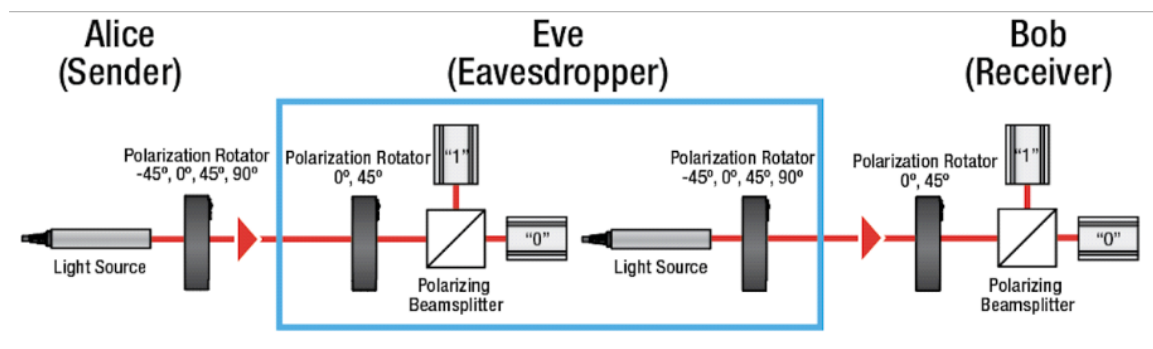 Alice
(Sender)
Eve
(Eavesdropper)
Bob
(Receiver)
Polarization Rotator
-45º, 0º, 45º, 90º
Light Source
Polarization Rotator
0º, 45º
"1"
"0"
Polarizing
Beamsplitter
Polarization Rotator
-45º, 0º, 45º, 90º
Light Source
Polarization Rotator
0º, 45º
"1"
"0"
Polarizing
Beamsplitter